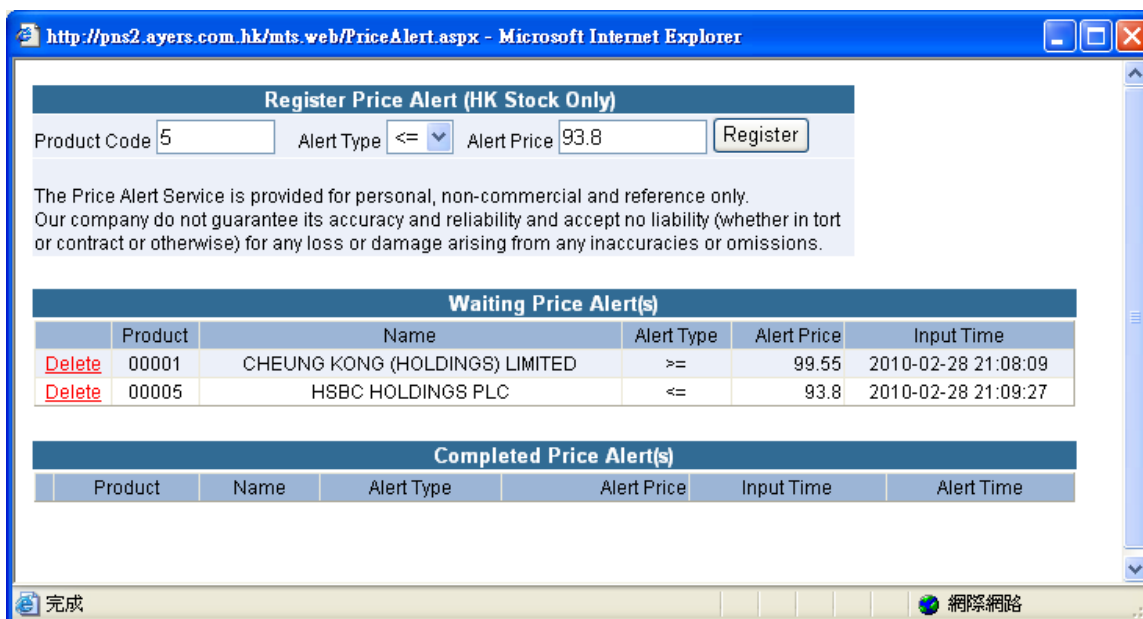 http://pns2.ayers.com.hk/mts.web/PriceAlert.aspx - Microsoft Internet Explorer
Register Price Alert (HK Stock Only)
Product Code 5 Alert Type <= Alert Price 93.8 Register
The Price Alert Service is provided for personal, non-commercial and reference only.
Our company do not guarantee its accuracy and reliability and accept no liability (whether in tort
or contract or otherwise) for any loss or damage arising from any inaccuracies or omissions.
Waiting Price Alert(s)
Product Name Alert Type Alert Price Input Time
Delete 00001 CHEUNG KONG (HOLDINGS) LIMITED >= 99.55 2010-02-28 21:08:09
Delete 00005 HSBC HOLDINGS PLC <= 93.8 2010-02-28 21:09:27
Completed Price Alert(s)
Product Name Alert Type Alert Price Input Time Alert Time
完成 網際網路